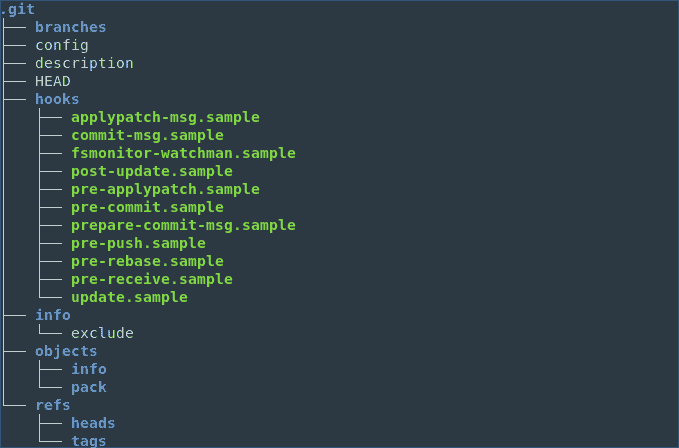 .git
branches
config
description
HEAD
hooks
applypatch-msg.sample
commit-msg.sample
fsmonitor-watchman.sample
post-update.sample
pre-applypatch.sample
pre-commit.sample
prepare-commit-msg.sample
pre-push.sample
pre-rebase.sample
pre-receive.sample
update.sample
info
exclude
objects
info
pack
refs
heads
tags